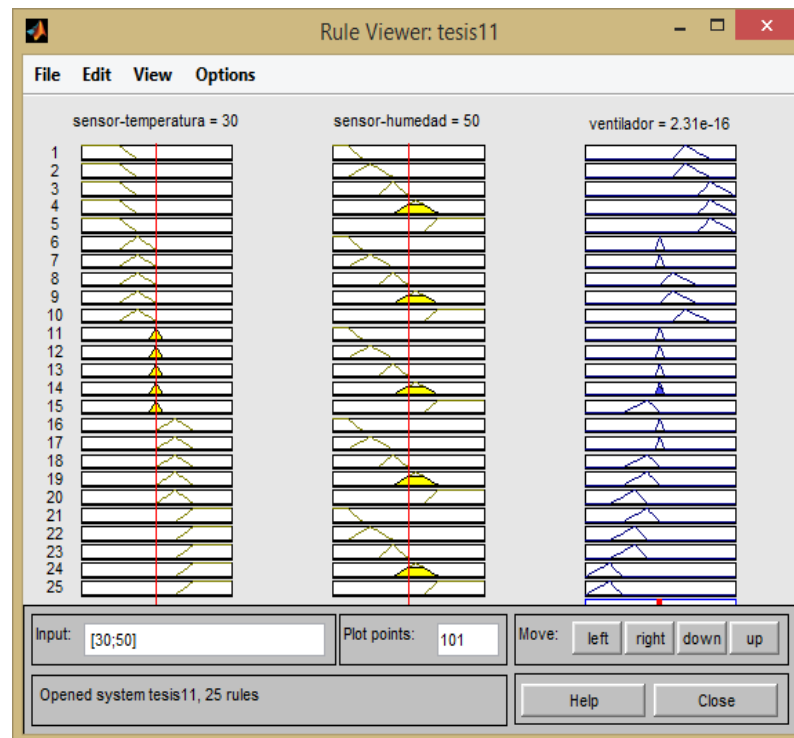 Rule Viewer: tesis11
File Edit View Options
sensor-temperatura = 30
sensor-humedad = 50
ventilador = 2.31e-16
1
2
3
4
5
6
7
8
9
10
11
12
13
14
15
16
17
18
19
20
21
22
23
24
25
Input: [30;50]
Plot points: 101
Move: left right down up
Opened system tesis11, 25 rules
Help Close